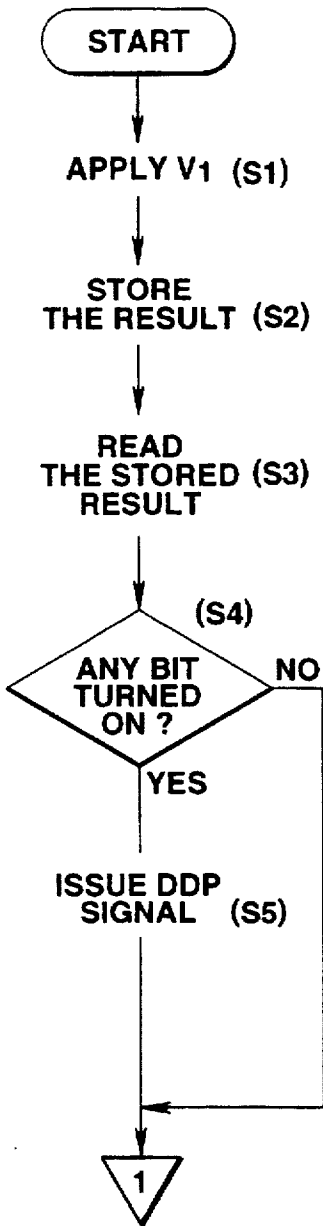 START
APPLY V1 (S1)
STORE
THE RESULT (S2)
READ
THE STORED (S3)
RESULT
(S4)
ANY BIT
TURNED
ON ?
NO
YES
ISSUE DDP
SIGNAL (S5)
1